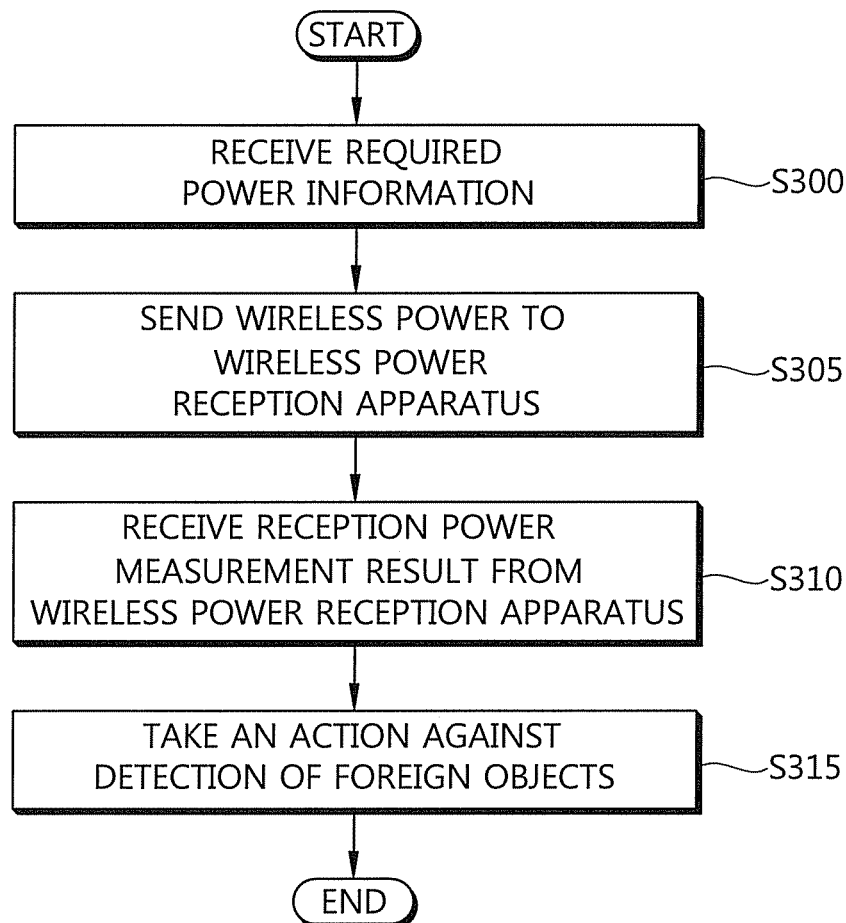 START
RECEIVE REQUIRED
POWER INFORMATION
S300
SEND WIRELESS POWER TO
WIRELESS POWER
RECEPTION APPARATUS
S305
RECEIVE RECEPTION POWER
MEASUREMENT RESULT FROM
WIRELESS POWER RECEPTION APPARATUS
S310
TAKE AN ACTION AGAINST
DETECTION OF FOREIGN OBJECTS
S315
END